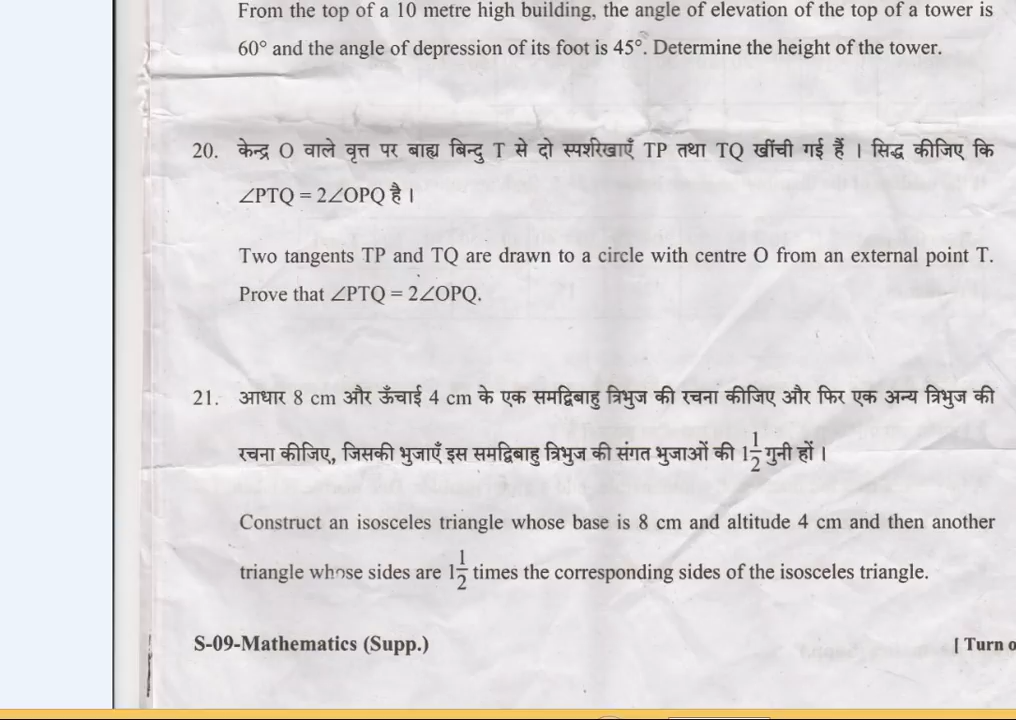 From the top of a 10 metre high building, the angle of elevation of the top of a tower is
60° and the angle of depression of its foot is 45°. Determine the height of the tower.
20. केन्द्र O वाले वृत्त पर बाह्य बिन्दु T से दो स्पर्शरेखाएँ TP तथा TQ खींची गई हैं । सिद्ध कीजिए कि
∠PTQ = 2∠OPQ है ।
Two tangents TP and TQ are drawn to a circle with centre O from an external point T.
Prove that ∠PTQ = 2∠OPQ.
21. आधार 8 cm और ऊँचाई 4 cm के एक समद्विबाहु त्रिभुज की रचना कीजिए और फिर एक अन्य त्रिभुज की
रचना कीजिए, जिसकी भुजाएँ इस समद्विबाहु त्रिभुज की संगत भुजाओं की 1 1/2 गुनी हों ।
Construct an isosceles triangle whose base is 8 cm and altitude 4 cm and then another
triangle whose sides are 1 1/2 times the corresponding sides of the isosceles triangle.
S-09-Mathematics (Supp.) [ Turn o